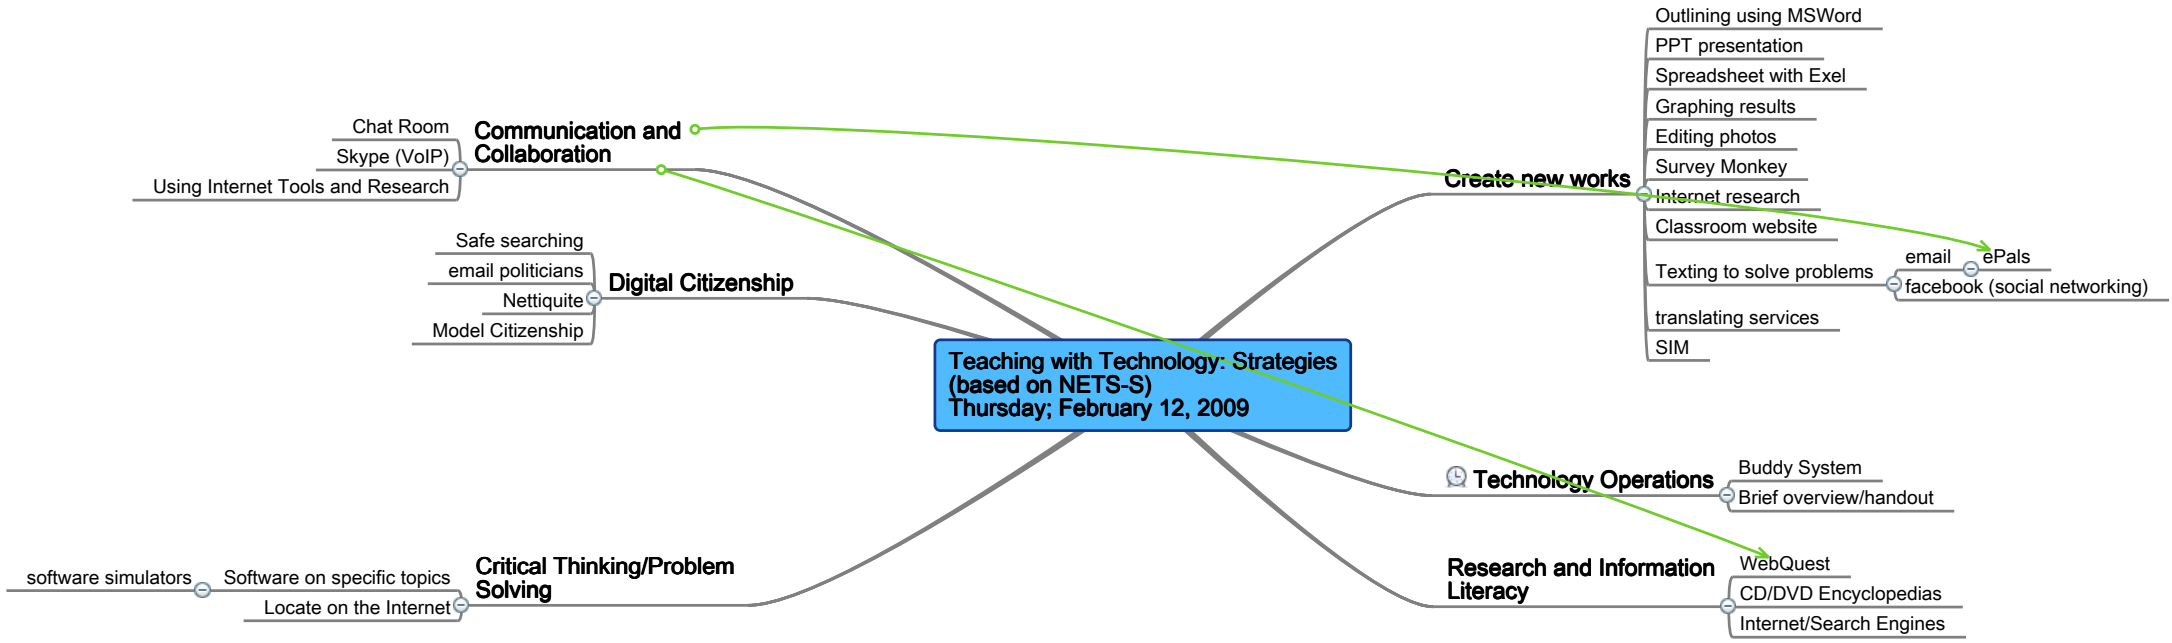 Teaching with Technology: Strategies
(based on NETS-S)
Thursday; February 12, 2009
Communication and
Collaboration
Chat Room
Skype (VoIP)
Using Internet Tools and Research
Digital Citizenship
Safe searching
email politicians
Nettiquite
Model Citizenship
Critical Thinking/Problem
Solving
Software on specific topics
software simulators
Locate on the Internet
Create new works
Outlining using MSWord
PPT presentation
Spreadsheet with Exel
Graphing results
Editing photos
Survey Monkey
Internet research
Classroom website
Texting to solve problems
email
ePals
facebook (social networking)
translating services
SIM
Technology Operations
Buddy System
Brief overview/handout
Research and Information
Literacy
WebQuest
CD/DVD Encyclopedias
Internet/Search Engines